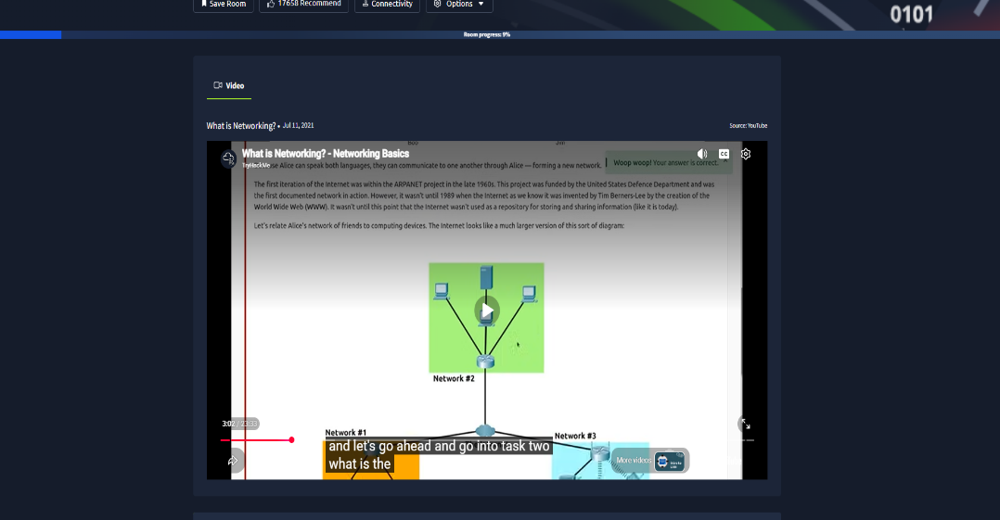 Save Room
17658 Recommend
Connectivity
Options
0101
Room progress: 9%
Video
What is Networking? • Jul 11, 2021
Source: YouTube
What is Networking? - Networking Basics
TryHackMe
CC
se Alice can speak both languages, they can communicate to one another through Alice — forming a new network.
Woop woop! Your answer is correct.
The first iteration of the Internet was within the ARPANET project in the late 1960s. This project was funded by the United States Defence Department and was
the first documented network in action. However, it wasn't until 1989 when the Internet as we know it was invented by Tim Berners-Lee by the creation of the
World Wide Web (WWW). It wasn't until this point that the Internet wasn't used as a repository for storing and sharing information (like it is today).
Let's relate Alice's network of friends to computing devices. The Internet looks like a much larger version of this sort of diagram:
Network #2
3:02
Network #1
Network #3
and let's go ahead and go into task two
what is the
More videos